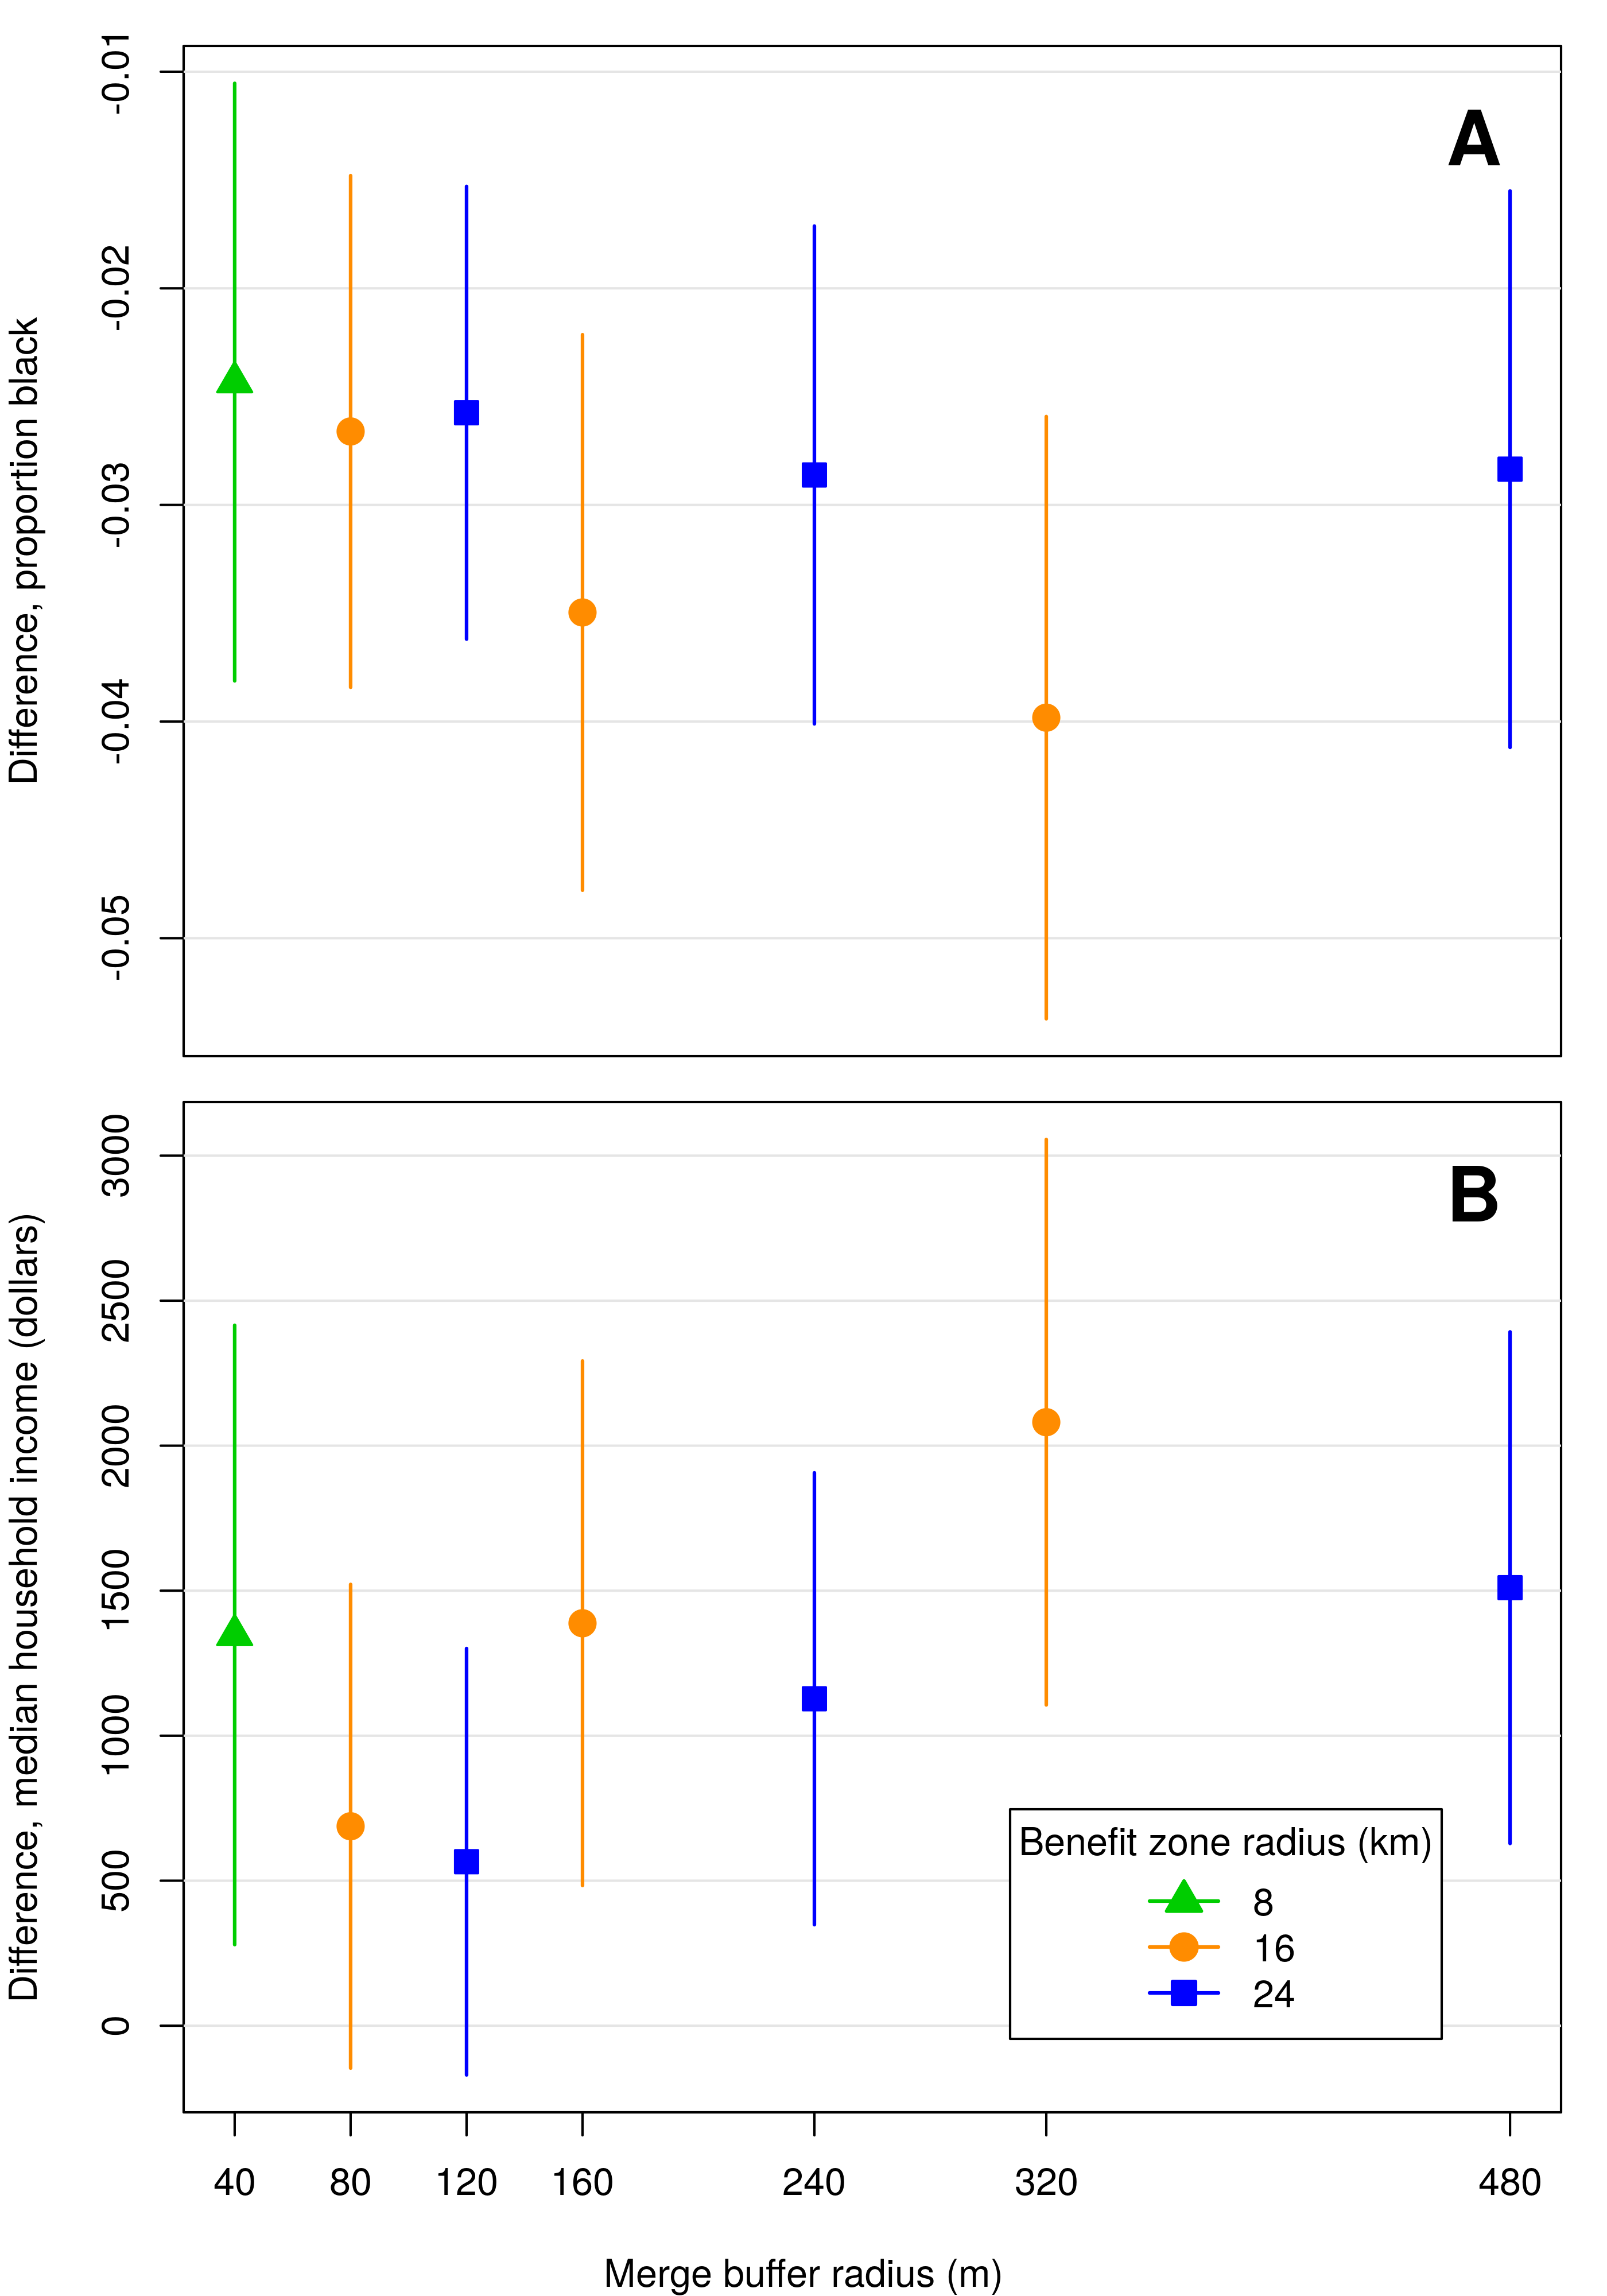 A
Difference, proportion black
-0.01
-0.02
-0.03
-0.04
-0.05
B
Difference, median household income (dollars)
3000
2500
2000
1500
1000
500
0
Benefit zone radius (km)
8
16
24
40 80 120 160 240 320 480
Merge buffer radius (m)